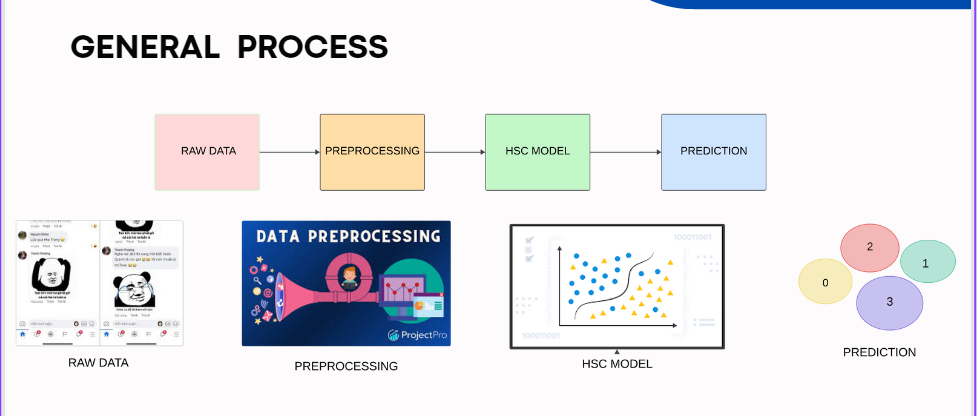 GENERAL PROCESS
RAW DATA
PREPROCESSING
HSC MODEL
PREDICTION
DATA PREPROCESSING
ProjectPro
100011001
100011001
2
1
0
3
RAW DATA
PREPROCESSING
HSC MODEL
PREDICTION